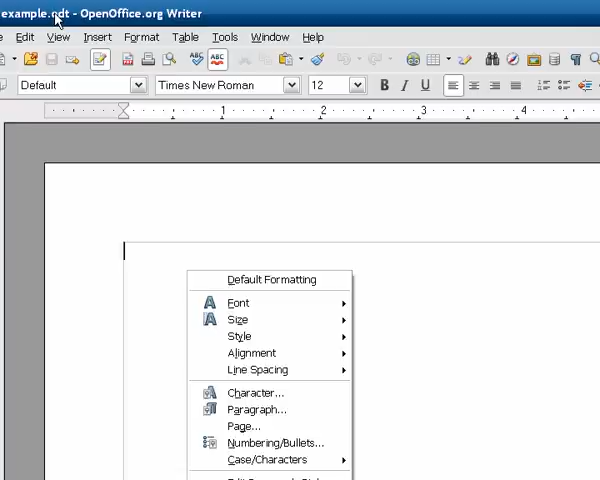 example.odt - OpenOffice.org Writer
Edit View Insert Format Table Tools Window Help
Default Times New Roman 12 B I U
1 2 3 4
Default Formatting
Font
Size
Style
Alignment
Line Spacing
Character...
Paragraph...
Page...
Numbering/Bullets...
Case/Characters